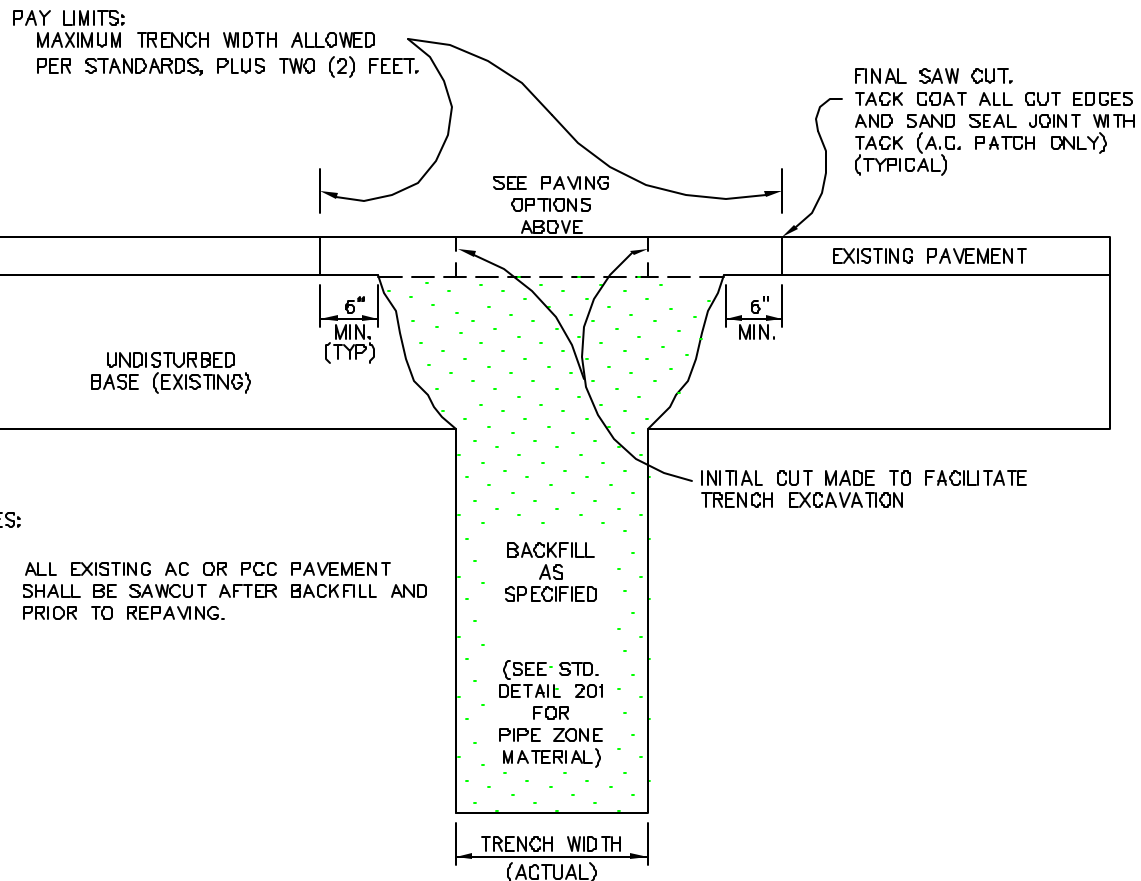 PAY LIMITS:
MAXIMUM TRENCH WIDTH ALLOWED
PER STANDARDS, PLUS TWO (2) FEET.
FINAL SAW CUT.
TACK COAT ALL CUT EDGES
AND SAND SEAL JOINT WITH
TACK (A.C. PATCH ONLY)
(TYPICAL)
SEE PAVING
OPTIONS
ABOVE
EXISTING PAVEMENT
6"
MIN.
(TYP)
6"
MIN.
UNDISTURBED
BASE (EXISTING)
INITIAL CUT MADE TO FACILITATE
TRENCH EXCAVATION
ES:
ALL EXISTING AC OR PCC PAVEMENT
SHALL BE SAWCUT AFTER BACKFILL AND
PRIOR TO REPAVING.
BACKFILL
AS
SPECIFIED
(SEE STD.
DETAIL 201
FOR
PIPE ZONE
MATERIAL)
TRENCH WIDTH
(ACTUAL)